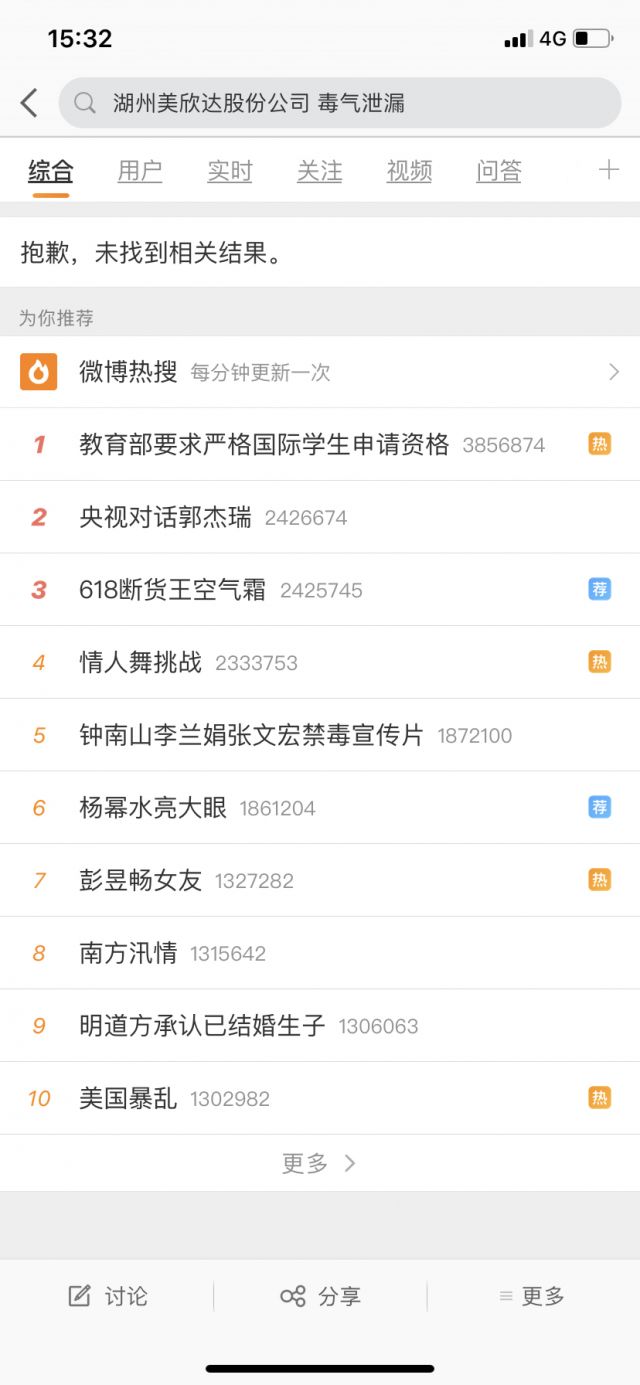 15:32 4G
湖州美欣达股份公司 毒气泄漏
综合 用户 实时 关注 视频 问答
抱歉，未找到相关结果。
为你推荐
微博热搜 每分钟更新一次
1 教育部要求严格国际学生申请资格 3856874 热
2 央视对话郭杰瑞 2426674
3 618断货王空气霜 2425745 荐
4 情人舞挑战 2333753 热
5 钟南山李兰娟张文宏禁毒宣传片 1872100
6 杨幂水亮大眼 1861204 荐
7 彭昱畅女友 1327282 热
8 南方汛情 1315642
9 明道方承认已结婚生子 1306063
10 美国暴乱 1302982 热
更多
讨论 分享 更多